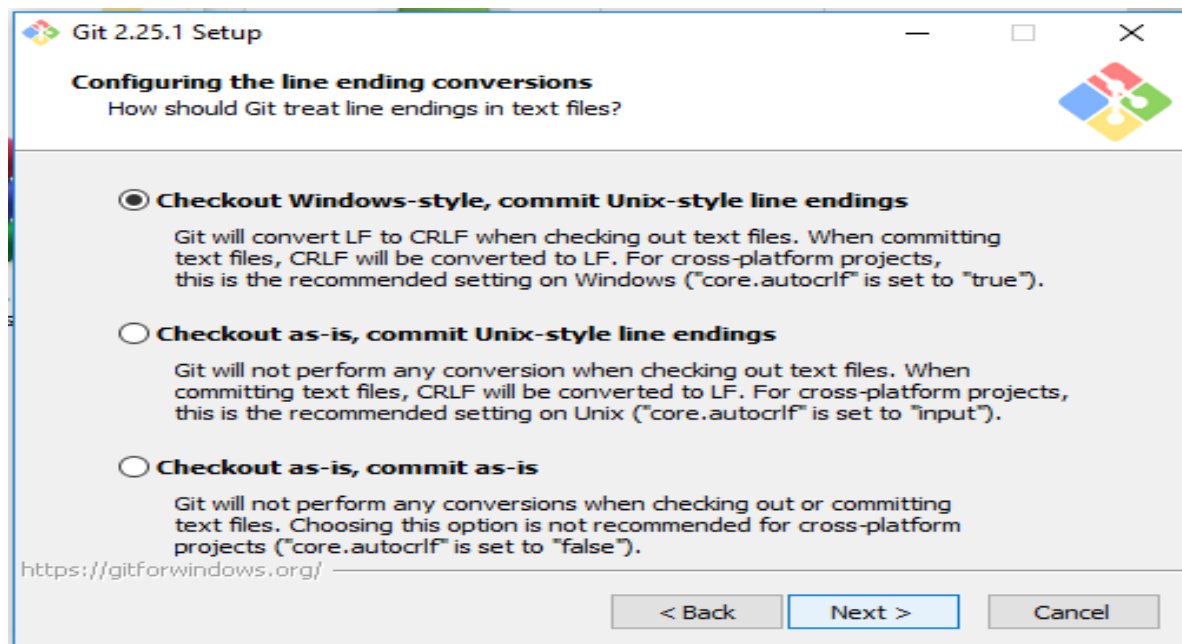 Git 2.25.1 Setup
Configuring the line ending conversions
How should Git treat line endings in text files?
Checkout Windows-style, commit Unix-style line endings
Git will convert LF to CRLF when checking out text files. When committing
text files, CRLF will be converted to LF. For cross-platform projects,
this is the recommended setting on Windows ("core.autocrlf" is set to "true").
Checkout as-is, commit Unix-style line endings
Git will not perform any conversion when checking out text files. When
committing text files, CRLF will be converted to LF. For cross-platform projects,
this is the recommended setting on Unix ("core.autocrlf" is set to "input").
Checkout as-is, commit as-is
Git will not perform any conversions when checking out or committing
text files. Choosing this option is not recommended for cross-platform
projects ("core.autocrlf" is set to "false").
https://gitforwindows.org/
< Back Next > Cancel